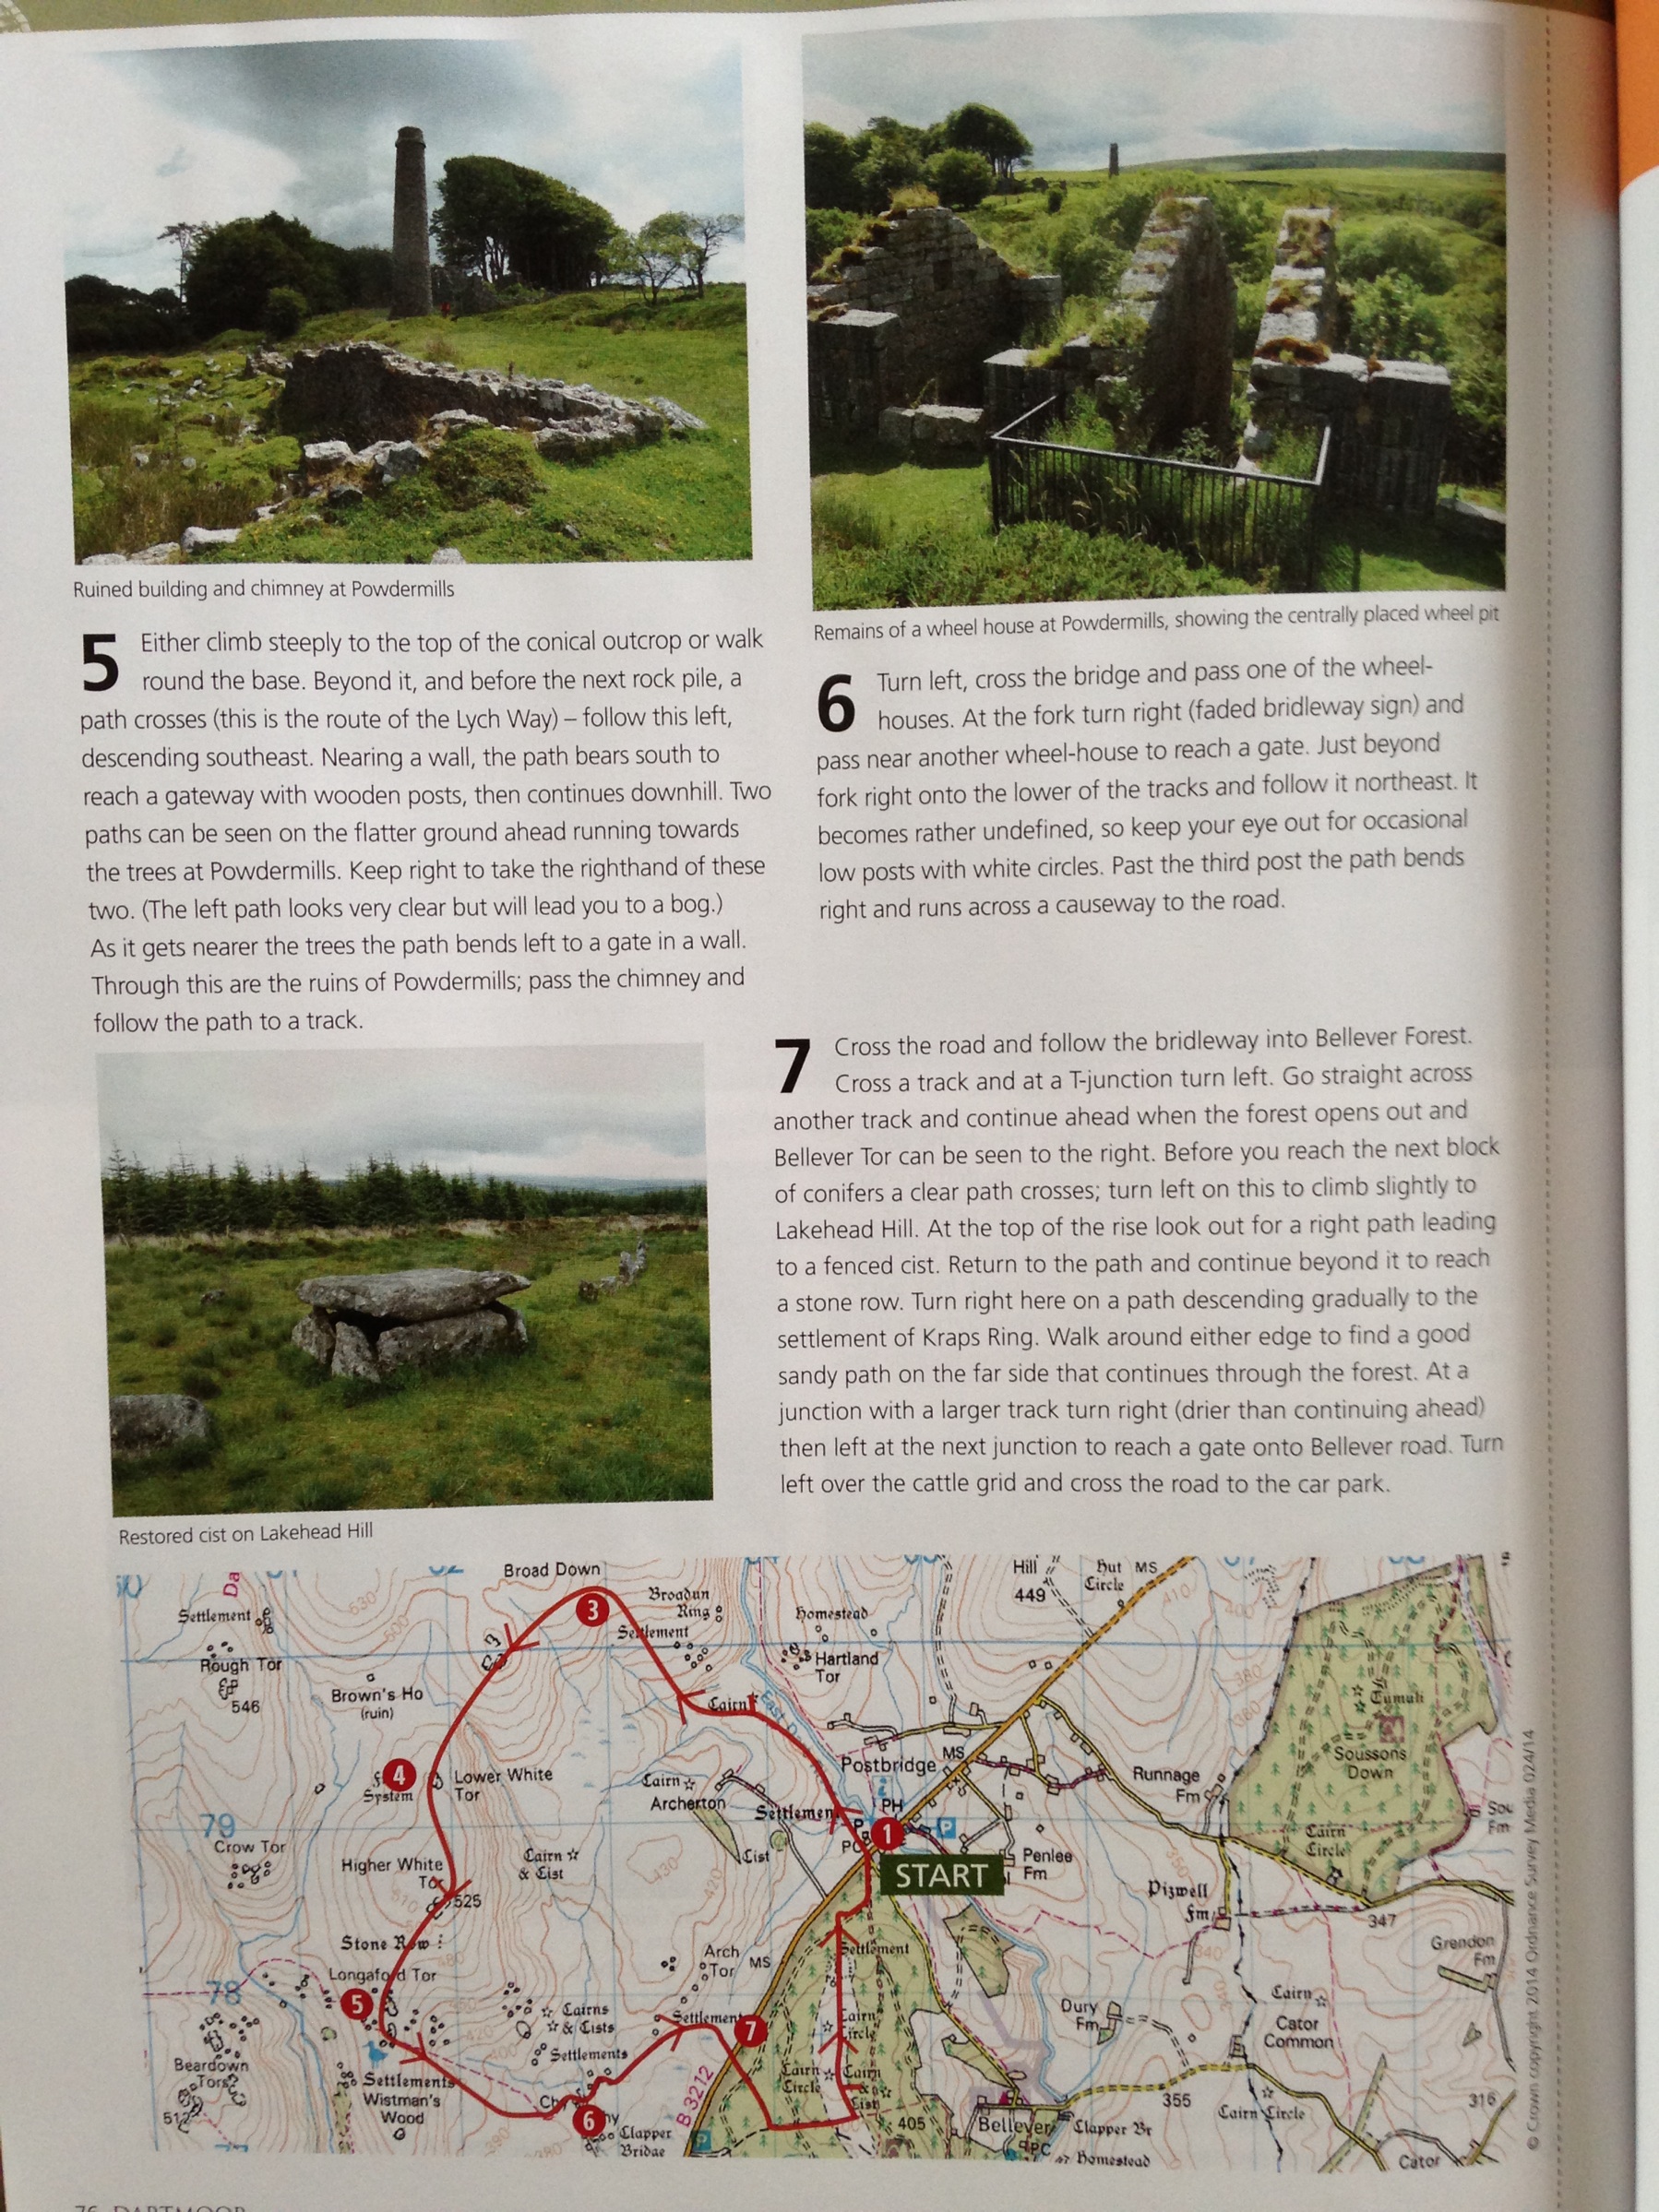 Ruined building and chimney at Powdermills
Remains of a wheel house at Powdermills, showing the centrally placed wheel pit
5 Either climb steeply to the top of the conical outcrop or walk
round the base. Beyond it, and before the next rock pile, a
path crosses (this is the route of the Lych Way) – follow this left,
descending southeast. Nearing a wall, the path bears south to
reach a gateway with wooden posts, then continues downhill. Two
paths can be seen on the flatter ground ahead running towards
the trees at Powdermills. Keep right to take the righthand of these
two. (The left path looks very clear but will lead you to a bog.)
As it gets nearer the trees the path bends left to a gate in a wall.
Through this are the ruins of Powdermills; pass the chimney and
follow the path to a track.
6 Turn left, cross the bridge and pass one of the wheel-
houses. At the fork turn right (faded bridleway sign) and
pass near another wheel-house to reach a gate. Just beyond
fork right onto the lower of the tracks and follow it northeast. It
becomes rather undefined, so keep your eye out for occasional
low posts with white circles. Past the third post the path bends
right and runs across a causeway to the road.
7 Cross the road and follow the bridleway into Bellever Forest.
Cross a track and at a T-junction turn left. Go straight across
another track and continue ahead when the forest opens out and
Bellever Tor can be seen to the right. Before you reach the next block
of conifers a clear path crosses; turn left on this to climb slightly to
Lakehead Hill. At the top of the rise look out for a right path leading
to a fenced cist. Return to the path and continue beyond it to reach
a stone row. Turn right here on a path descending gradually to the
settlement of Kraps Ring. Walk around either edge to find a good
sandy path on the far side that continues through the forest. At a
junction with a larger track turn right (drier than continuing ahead)
then left at the next junction to reach a gate onto Bellever road. Turn
left over the cattle grid and cross the road to the car park.
Restored cist on Lakehead Hill
Broad Down
3
Broadun
Ring
Settlement
Homestead
Hartland
Tor
Hill
449
Hut
Circle
MS
410
400
380
360
Da
Settlement
530
500
Rough Tor
546
Brown's Ho
(ruin)
Cairn
East D
4
System
Lower White
Tor
Cairn
Archerton
Postbridge
MS
Settlement
PH
P
PC
1
P
START
Penlee
Fm
Runnage
Fm
Tumuli
Soussons
Down
Sou
Fm
Cairn
Circle
79
Crow Tor
Higher White
Tor
510
525
Cairn
& Cist
430
420
Cist
Pizwell
Fm
350
340
347
Grendon
Fm
Stone Row
Longaford Tor
78
5
480
Arch
Tor
MS
Settlement
Cairns
& Cists
420
Settlements
Settlement
7
Cairn
Circle
Dury
Fm
340
Cairn
Cator
Common
Beardown
Tors
Settlements
Wistman's
Wood
Ch
6
ny
Clapper
Bridge
390
380
B 3212
Cairn
Circle
Cairn
&
Cist
405
P
Bellever
PC
Clapper Br
Homestead
355
Cairn Circle
316
Cator
© Crown copyright 2014 Ordnance Survey Media 024/14
76 DARTMOOR